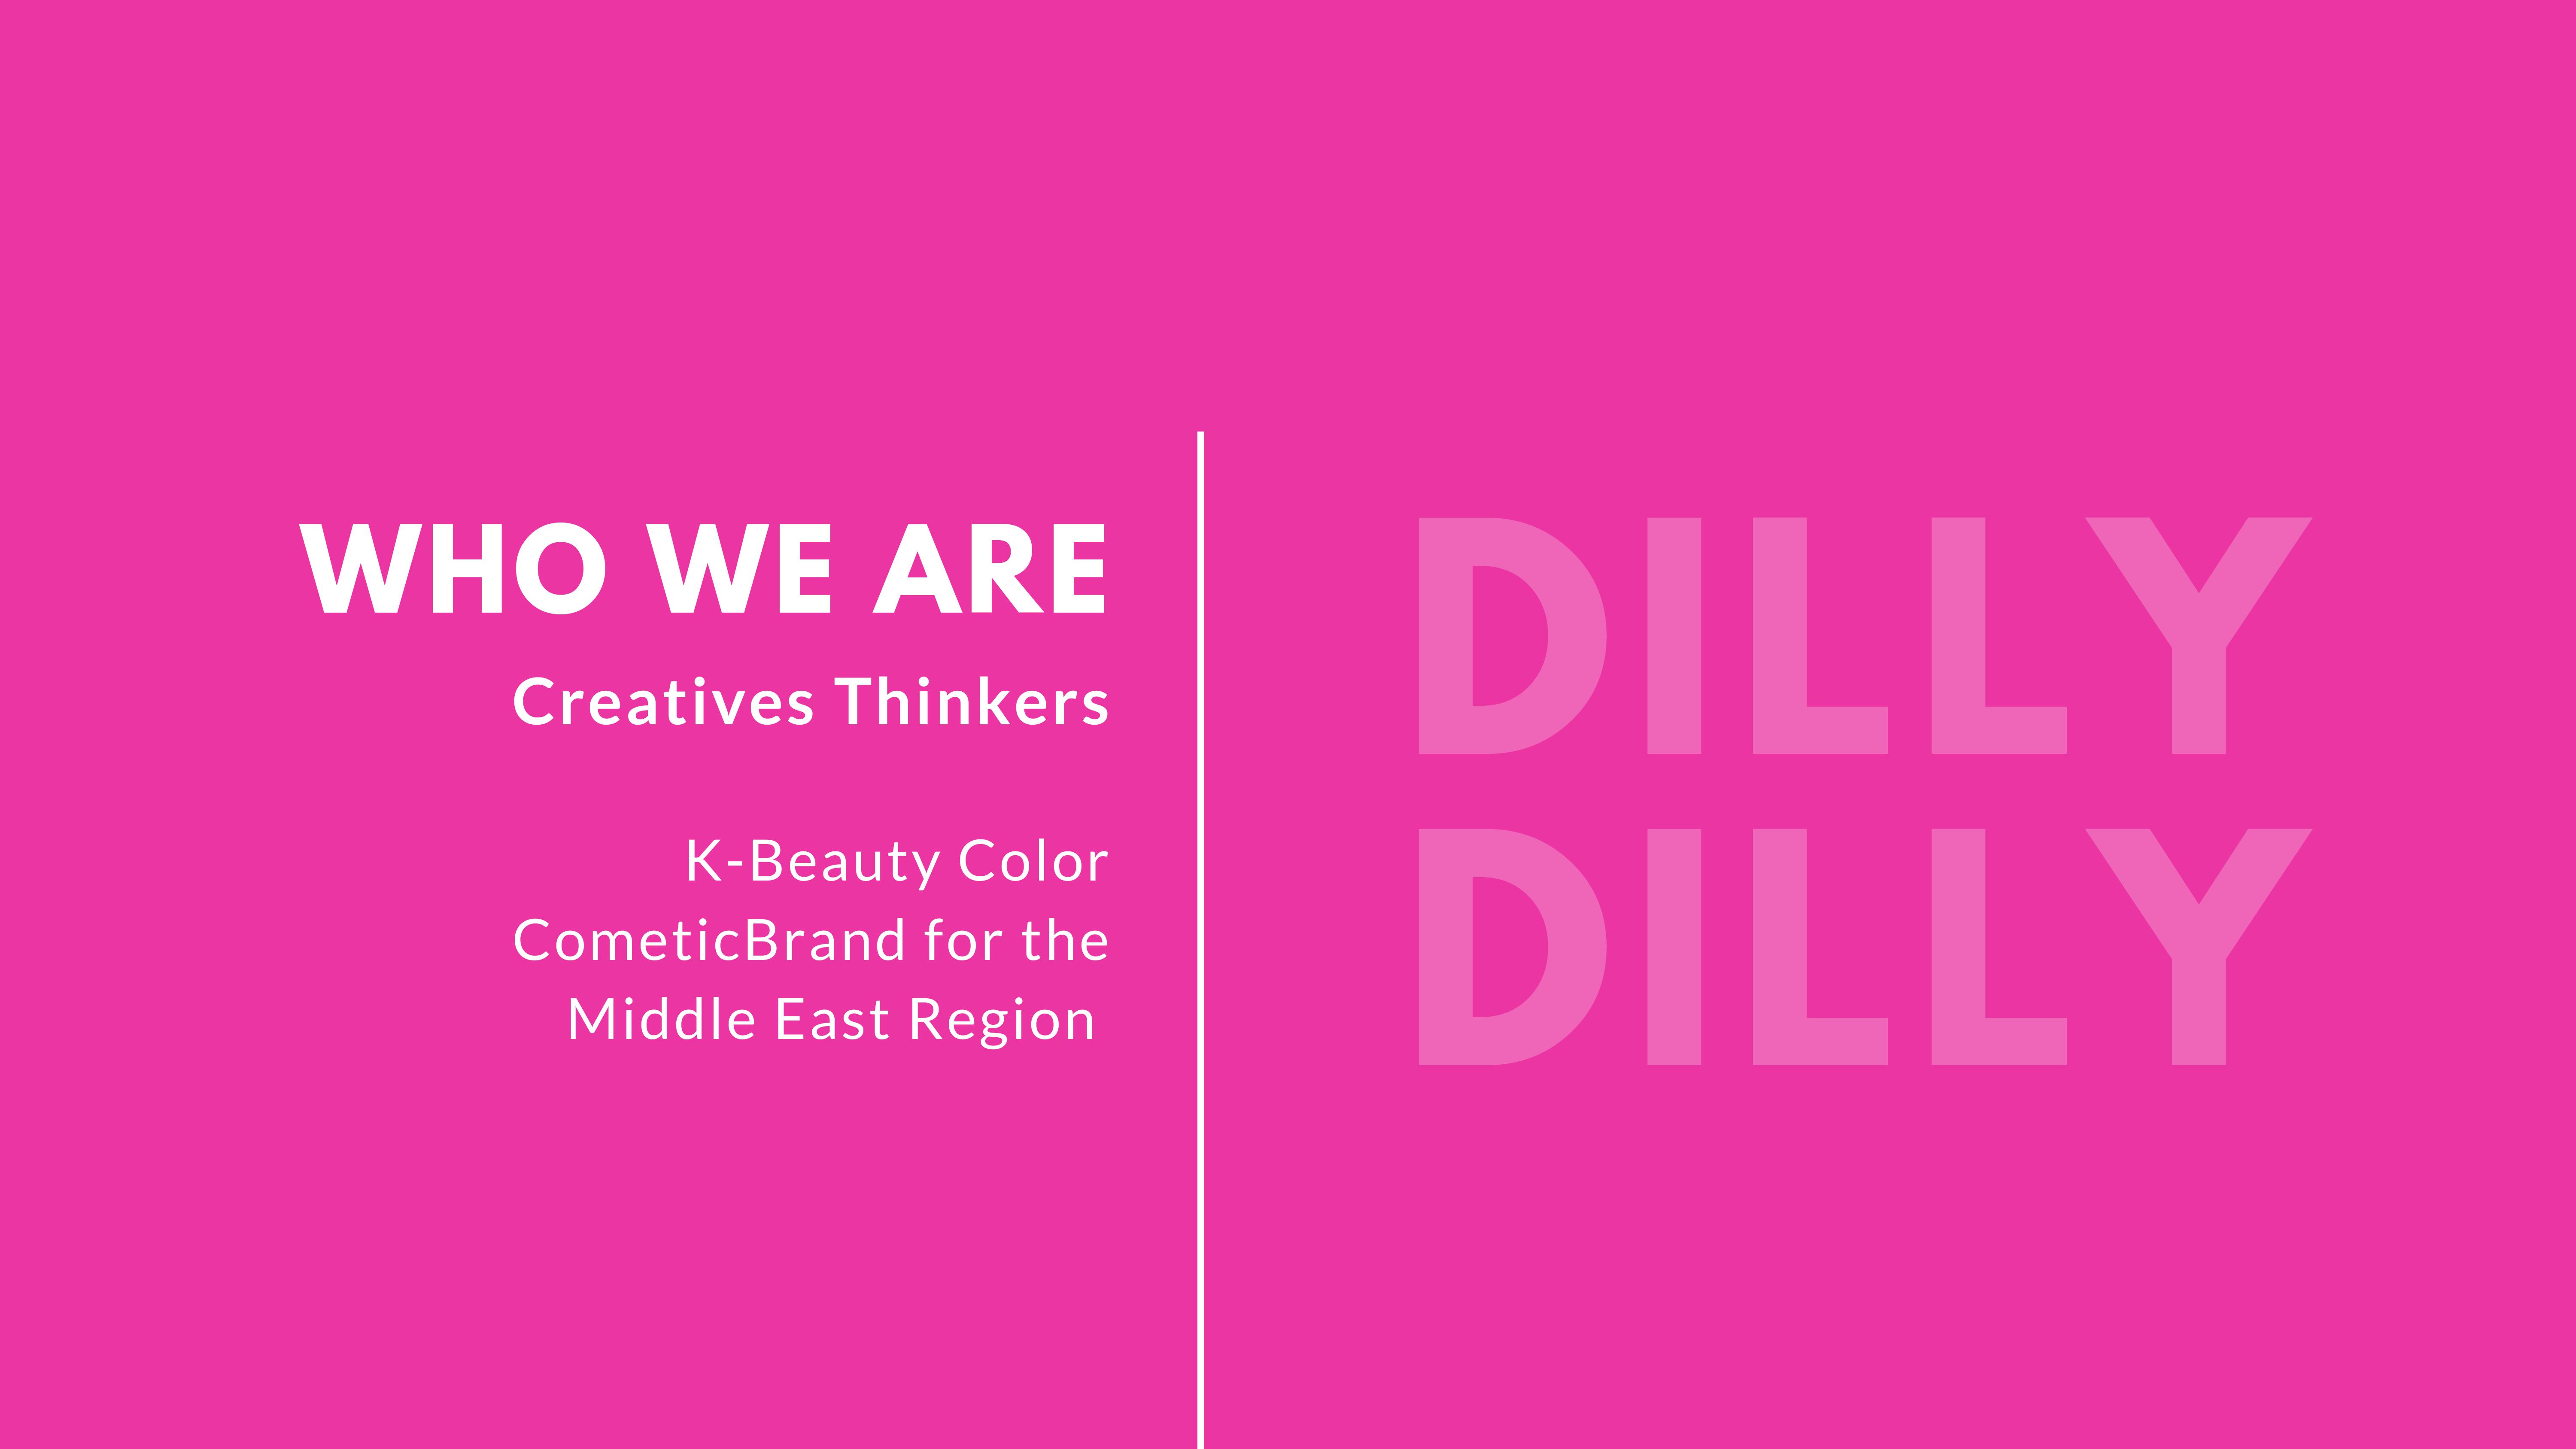 WHO WE ARE
Creatives Thinkers
K-Beauty Color
CometicBrand for the
Middle East Region
DILLY
DILLY